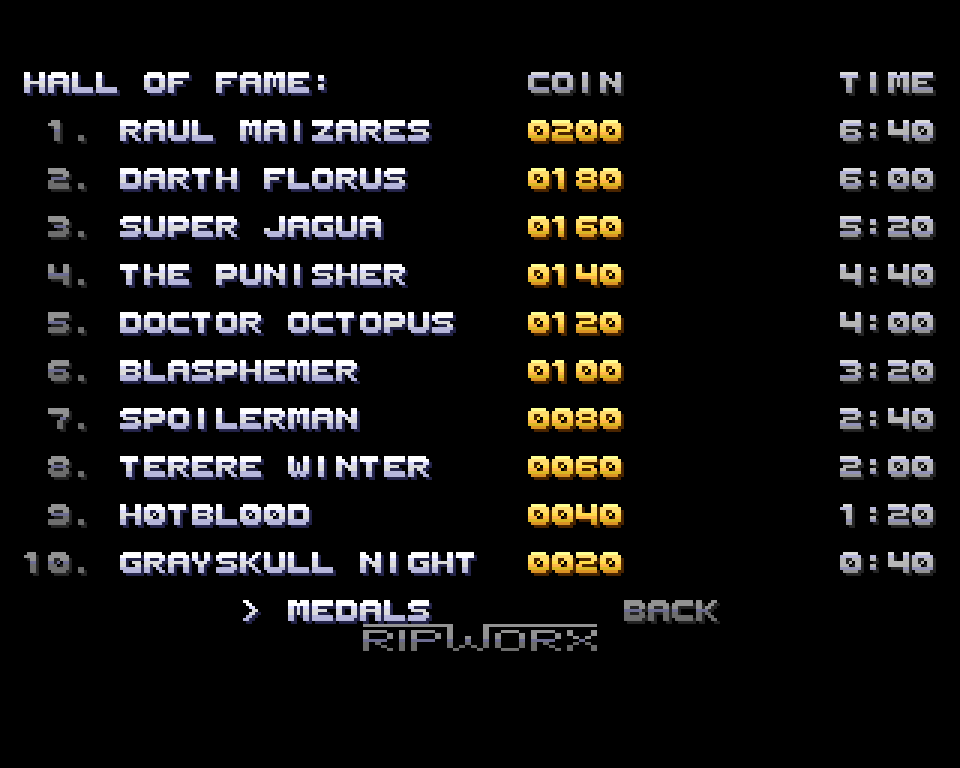 HALL OF FAME: COIN TIME
1. RAUL MAIZARES 0200 6:40
2. DARTH FLORUS 0180 6:00
3. SUPER JAGUA 0160 5:20
4. THE PUNISHER 0140 4:40
5. DOCTOR OCTOPUS 0120 4:00
6. BLASPHEMER 0100 3:20
7. SPOILERMAN 0080 2:40
8. TERERE WINTER 0060 2:00
9. H0TBL00D 0040 1:20
10. GRAYSKULL NIGHT 0020 0:40
> MEDALS BACK
RIPWORX